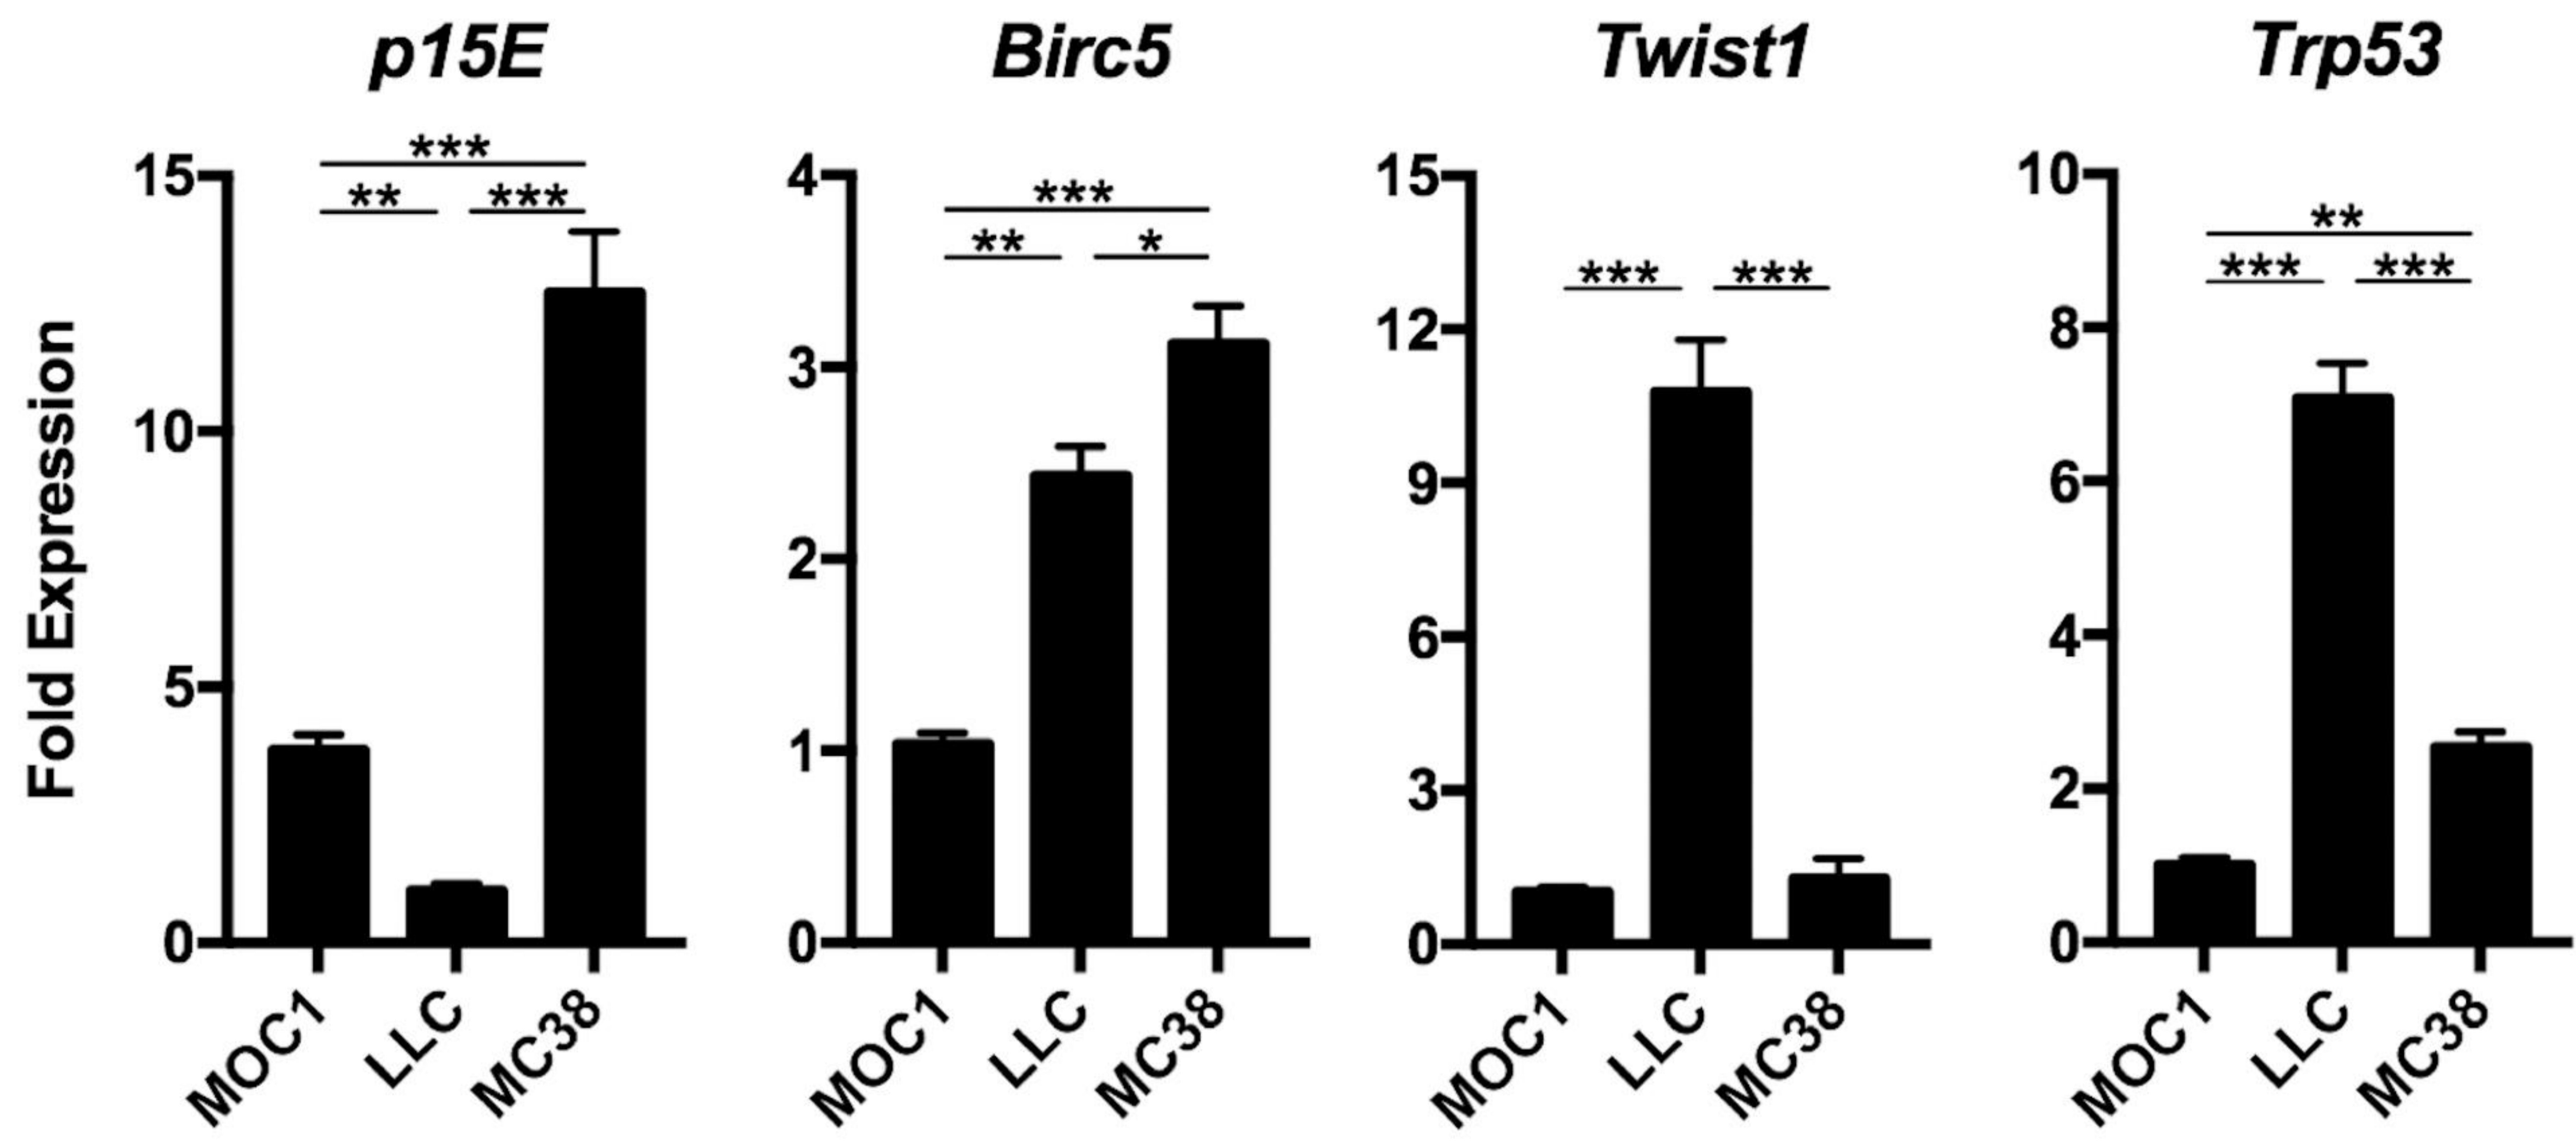 p15E
Birc5
Twist1
Trp53
Fold Expression
***
** ***
15
10
5
0
MOC1
LLC
MC38
***
** *
4
3
2
1
0
MOC1
LLC
MC38
*** ***
15
12
9
6
3
0
MOC1
LLC
MC38
**
*** ***
10
8
6
4
2
0
MOC1
LLC
MC38